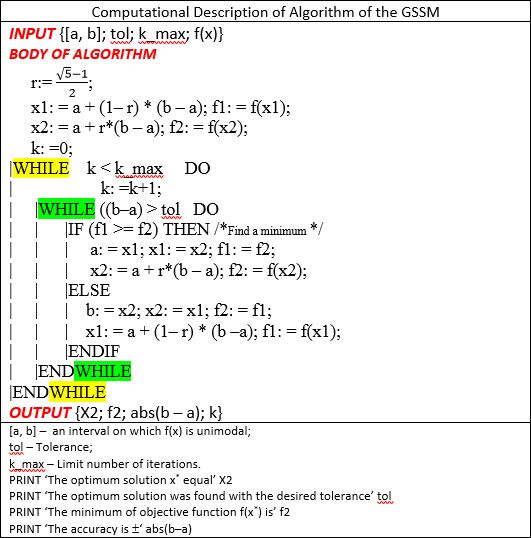 Computational Description of Algorithm of the GSSM
INPUT {[a, b]; tol; k_max; f(x)}
BODY OF ALGORITHM
r:= (√5−1)/2;
x1: = a + (1– r) * (b – a); f1: = f(x1);
x2: = a + r*(b – a); f2: = f(x2);
k: =0;
|WHILE k < k_max DO
| k: =k+1;
| |WHILE ((b–a) > tol DO
| | |IF (f1 >= f2) THEN /*Find a minimum */
| | | a: = x1; x1: = x2; f1: = f2;
| | | x2: = a + r*(b – a); f2: = f(x2);
| | |ELSE
| | | b: = x2; x2: = x1; f2: = f1;
| | | x1: = a + (1– r) * (b –a); f1: = f(x1);
| | |ENDIF
| |ENDWHILE
|ENDWHILE
OUTPUT {X2; f2; abs(b – a); k}
[a, b] – an interval on which f(x) is unimodal;
tol – Tolerance;
k_max – Limit number of iterations.
PRINT ‘The optimum solution x* equal’ X2
PRINT ‘The optimum solution was found with the desired tolerance’ tol
PRINT ‘The minimum of objective function f(x*) is’ f2
PRINT ‘The accuracy is ±‘ abs(b–a)